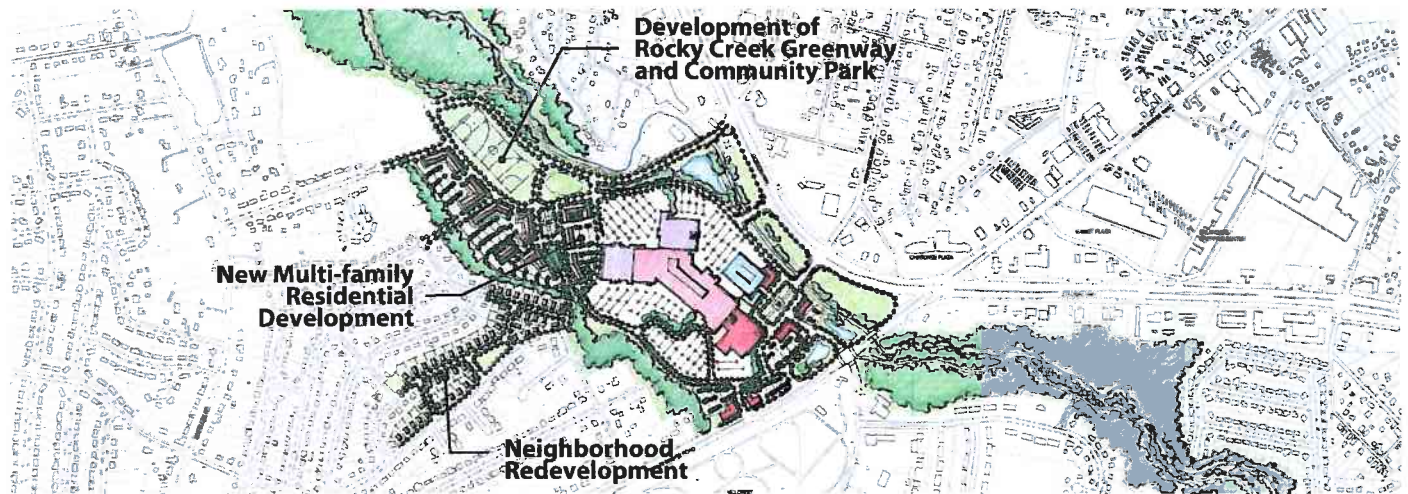 Development of
Rocky Creek Greenway
and Community Park
New Multi-family
Residential
Development
Neighborhood
Redevelopment